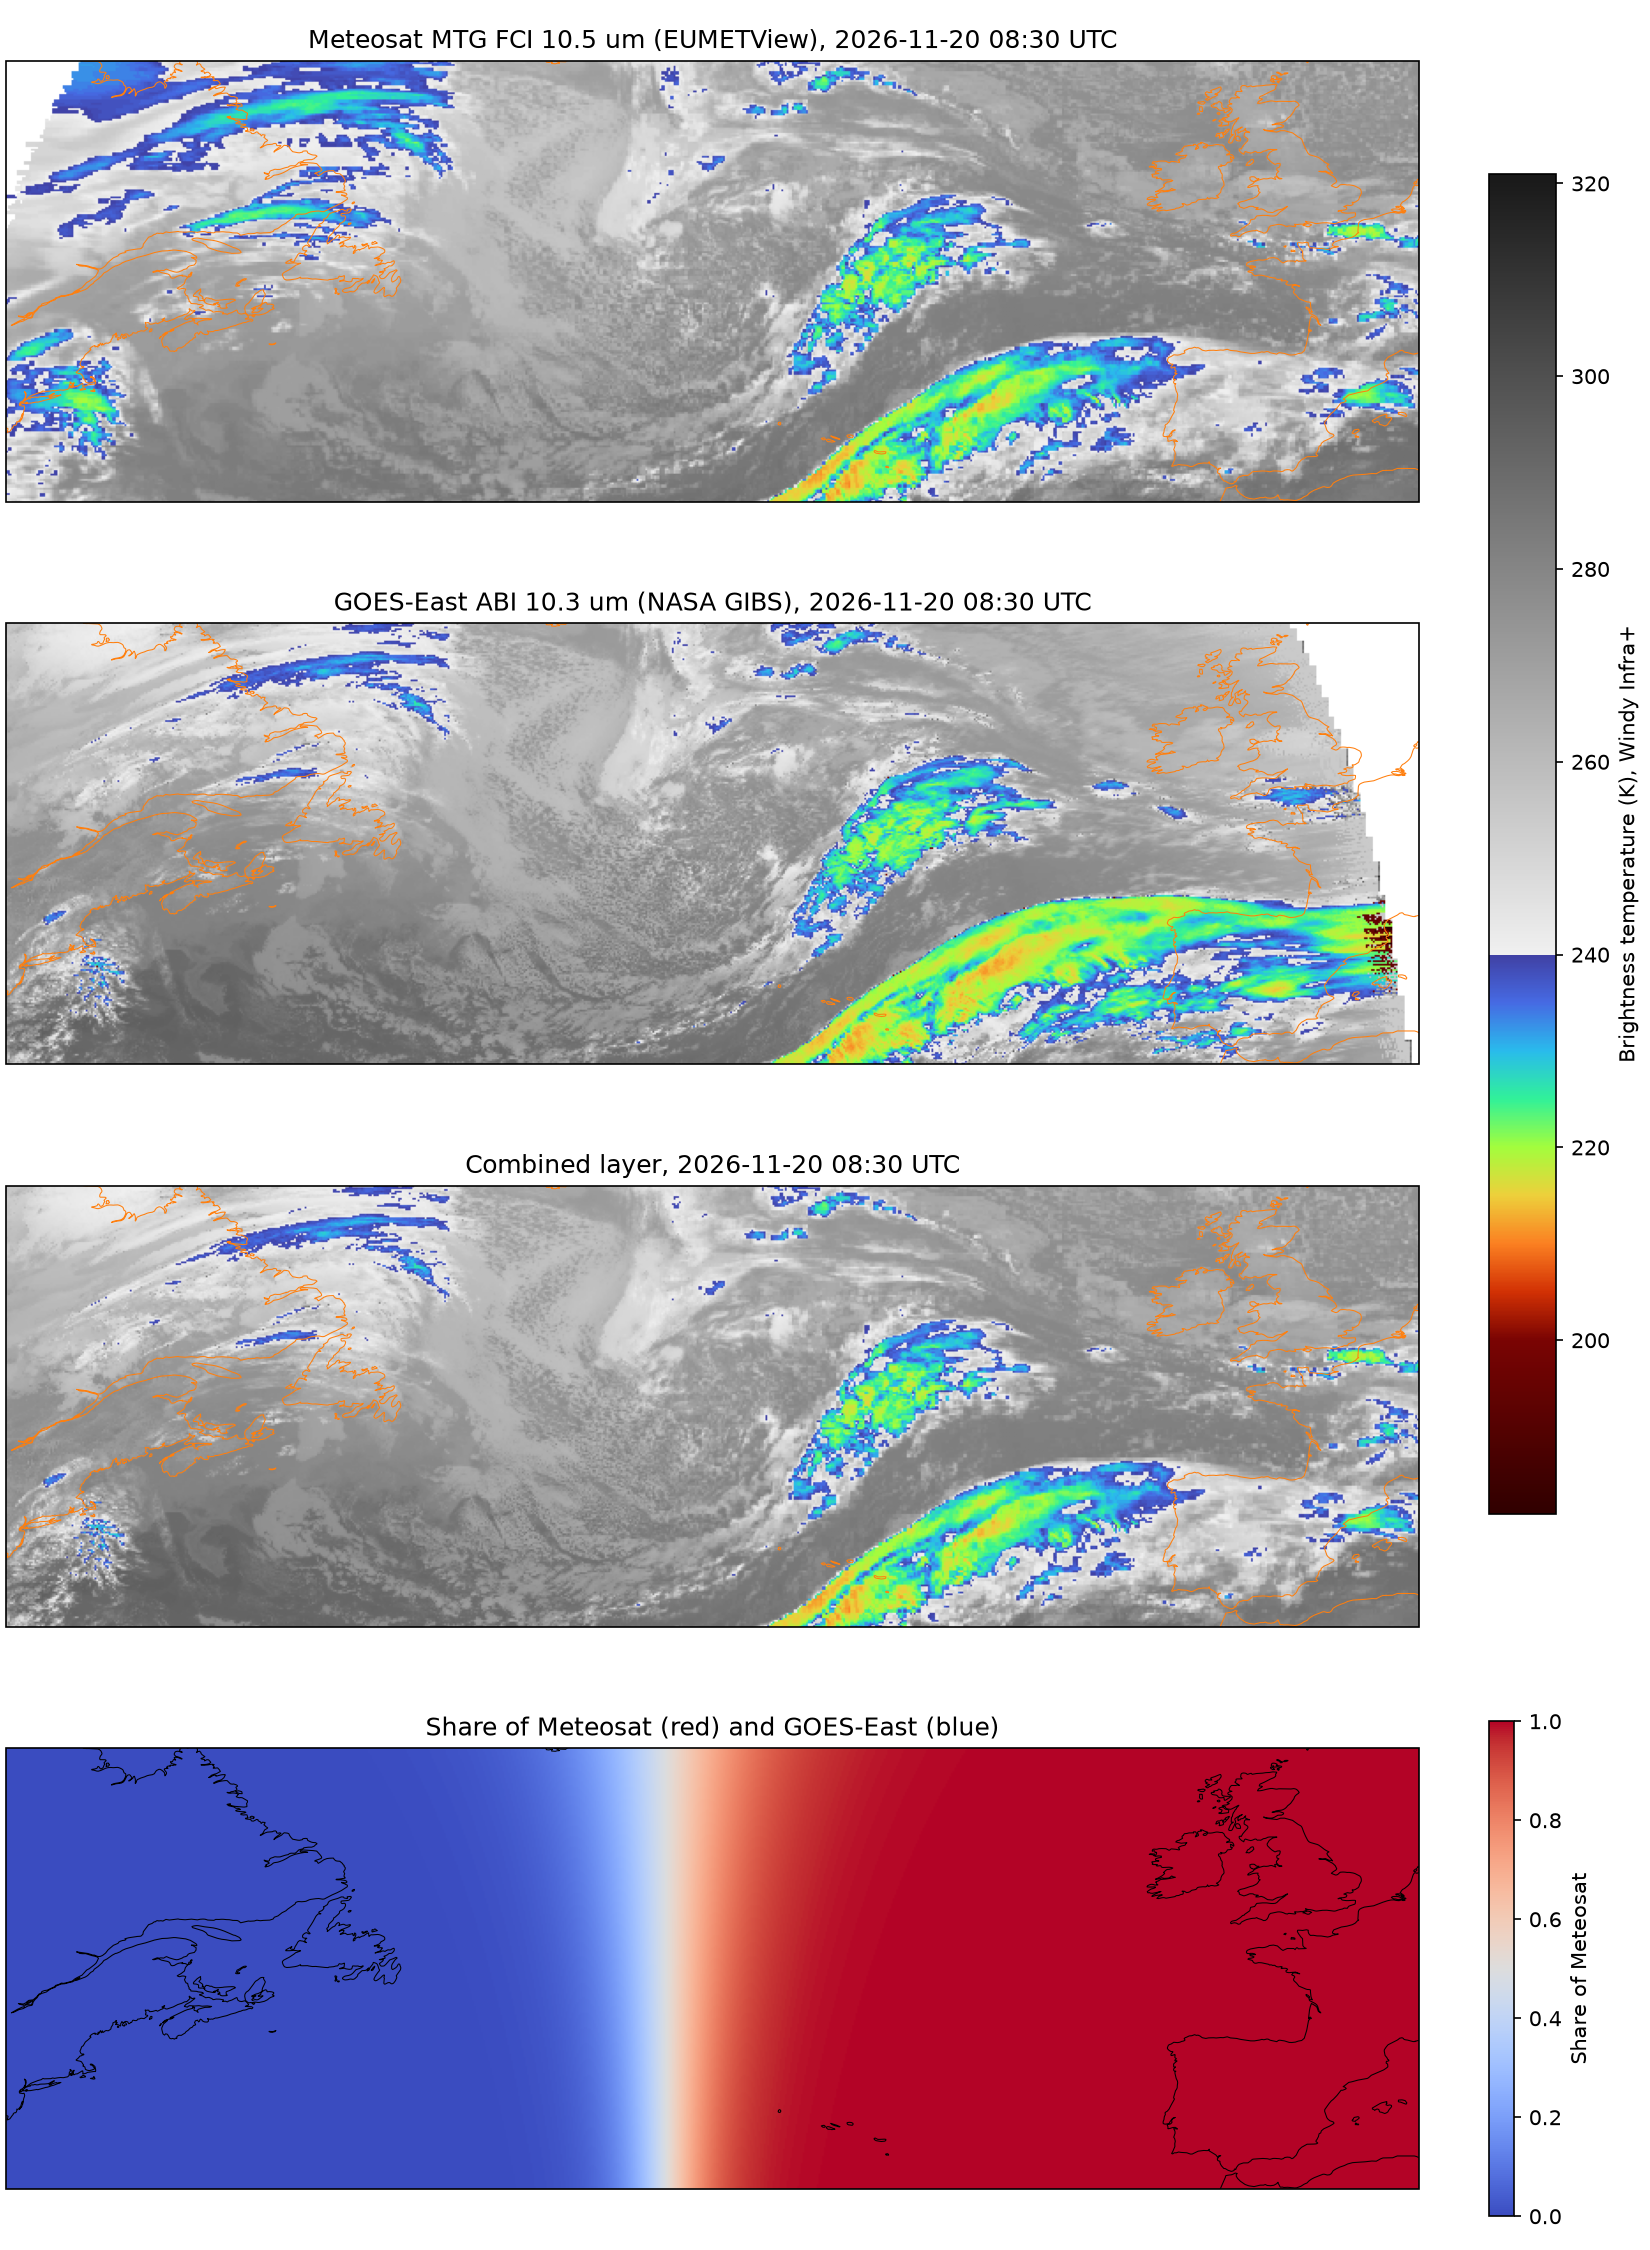 Meteosat MTG FCI 10.5 um (EUMETView), 2026-11-20 08:30 UTC
GOES-East ABI 10.3 um (NASA GIBS), 2026-11-20 08:30 UTC
Combined layer, 2026-11-20 08:30 UTC
Share of Meteosat (red) and GOES-East (blue)
320
300
280
260
240
220
200
Brightness temperature (K), Windy Infra+
1.0
0.8
0.6
0.4
0.2
0.0
Share of Meteosat